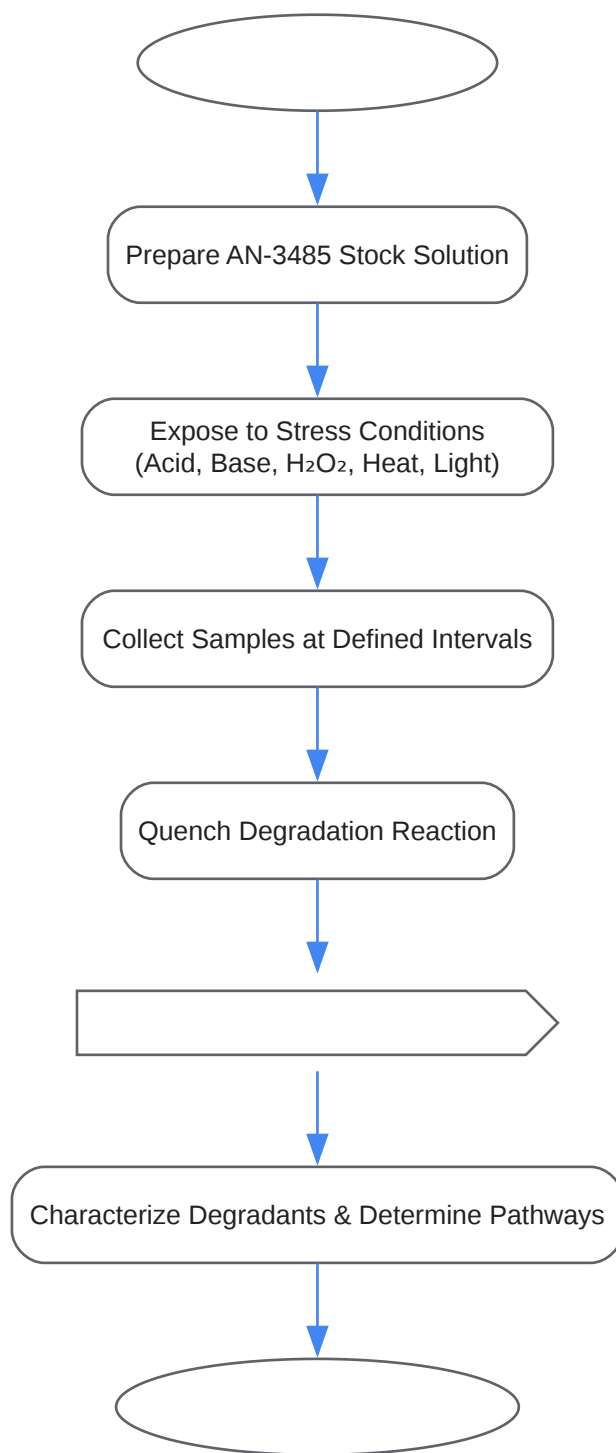 Prepare AN-3485 Stock Solution
Expose to Stress Conditions
(Acid, Base, H₂O₂, Heat, Light)
Collect Samples at Defined Intervals
Quench Degradation Reaction
Characterize Degradants & Determine Pathways